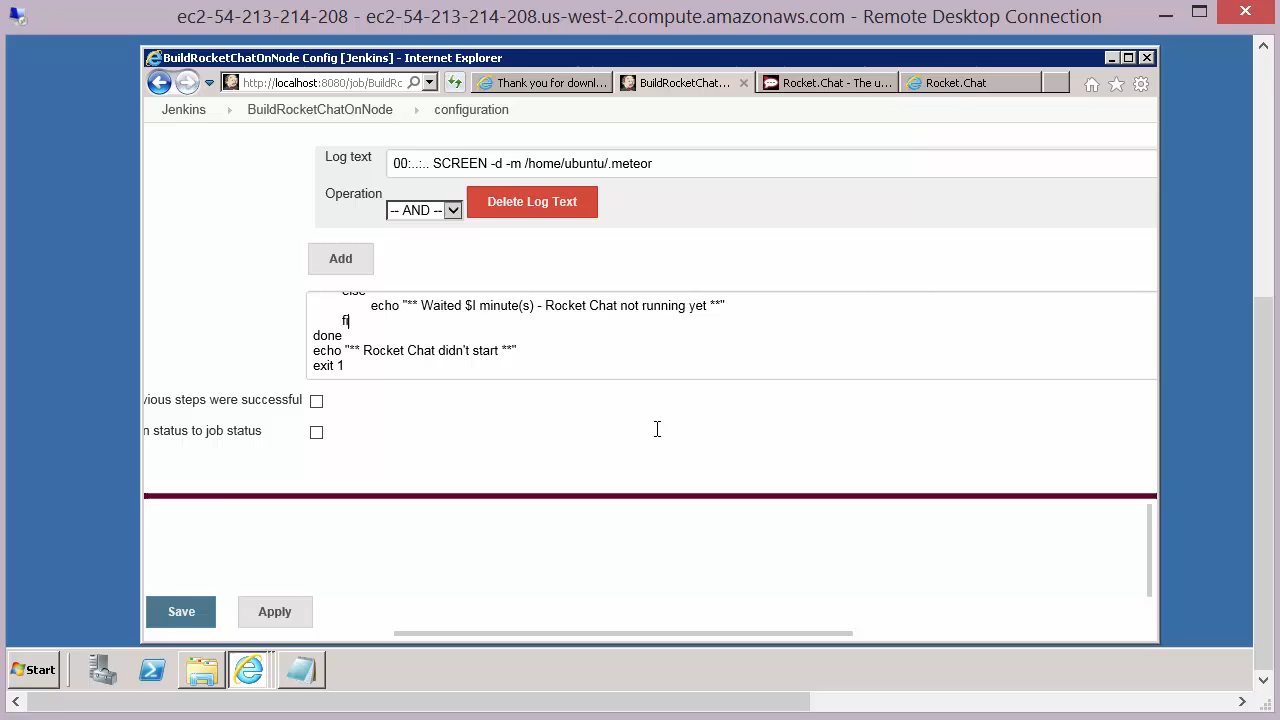 ec2-54-213-214-208 - ec2-54-213-214-208.us-west-2.compute.amazonaws.com - Remote Desktop Connection
BuildRocketChatOnNode Config [Jenkins] - Internet Explorer
http://localhost:8080/job/BuildRc
Thank you for downl...
BuildRocketChat...
Rocket.Chat - The u...
Rocket.Chat
Jenkins
BuildRocketChatOnNode
configuration
Log text
00:..:.. SCREEN -d -m /home/ubuntu/.meteor
Operation
-- AND --
Delete Log Text
Add
else
echo "** Waited $I minute(s) - Rocket Chat not running yet **"
fi
done
echo "** Rocket Chat didn't start **"
exit 1
vious steps were successful
n status to job status
Save
Apply
Start